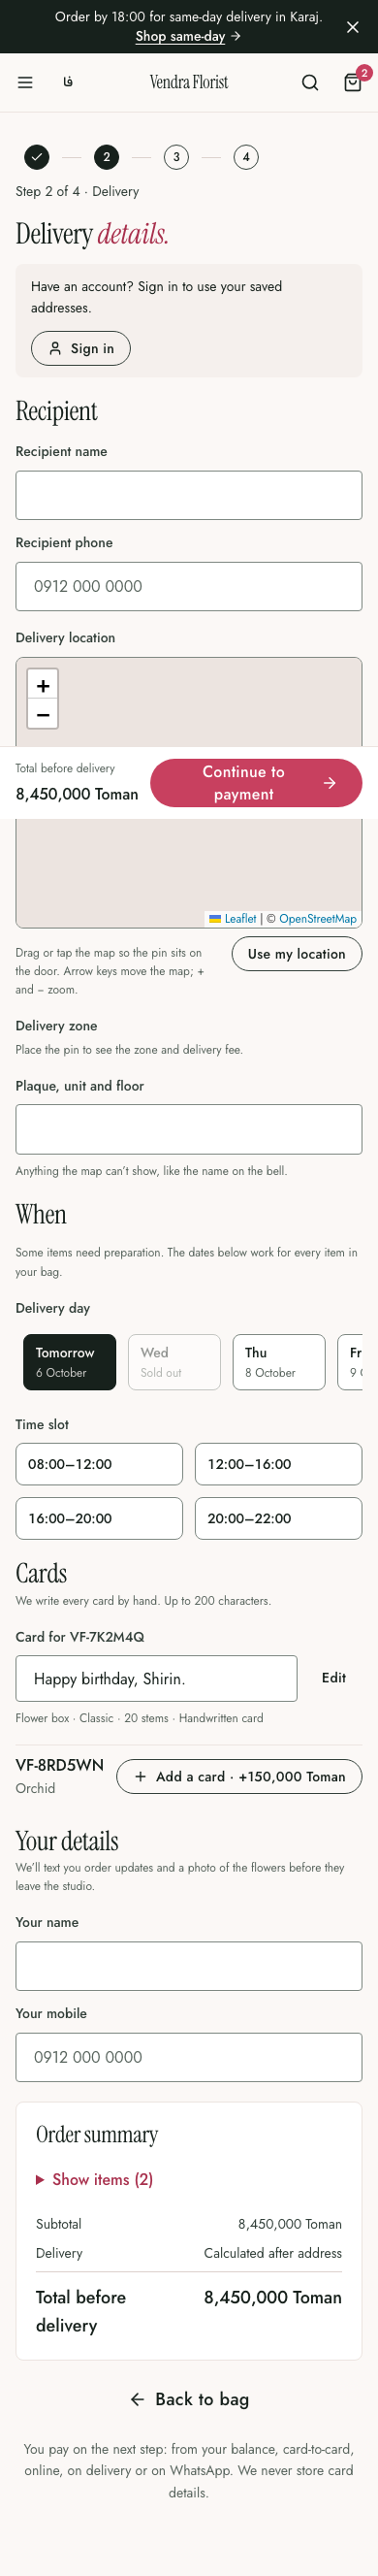 Order by 18:00 for same-day delivery in Karaj.
Shop same-day →
فا
Vendra Florist
2
2
3
4
Step 2 of 4 · Delivery
Delivery details.
Have an account? Sign in to use your saved
addresses.
Sign in
Recipient
Recipient name
Recipient phone
0912 000 0000
Delivery location
+
−
Total before delivery
8,450,000 Toman
Continue to
payment →
Leaflet | © OpenStreetMap
Drag or tap the map so the pin sits on
the door. Arrow keys move the map; +
and − zoom.
Use my location
Delivery zone
Place the pin to see the zone and delivery fee.
Plaque, unit and floor
Anything the map can't show, like the name on the bell.
When
Some items need preparation. The dates below work for every item in
your bag.
Delivery day
Tomorrow
6 October
Wed
Sold out
Thu
8 October
Fr
9
Time slot
08:00–12:00
12:00–16:00
16:00–20:00
20:00–22:00
Cards
We write every card by hand. Up to 200 characters.
Card for VF-7K2M4Q
Happy birthday, Shirin.
Edit
Flower box · Classic · 20 stems · Handwritten card
VF-8RD5WN
Orchid
+ Add a card · +150,000 Toman
Your details
We'll text you order updates and a photo of the flowers before they
leave the studio.
Your name
Your mobile
0912 000 0000
Order summary
Show items (2)
Subtotal 8,450,000 Toman
Delivery Calculated after address
Total before
delivery
8,450,000 Toman
← Back to bag
You pay on the next step: from your balance, card-to-card,
online, on delivery or on WhatsApp. We never store card
details.